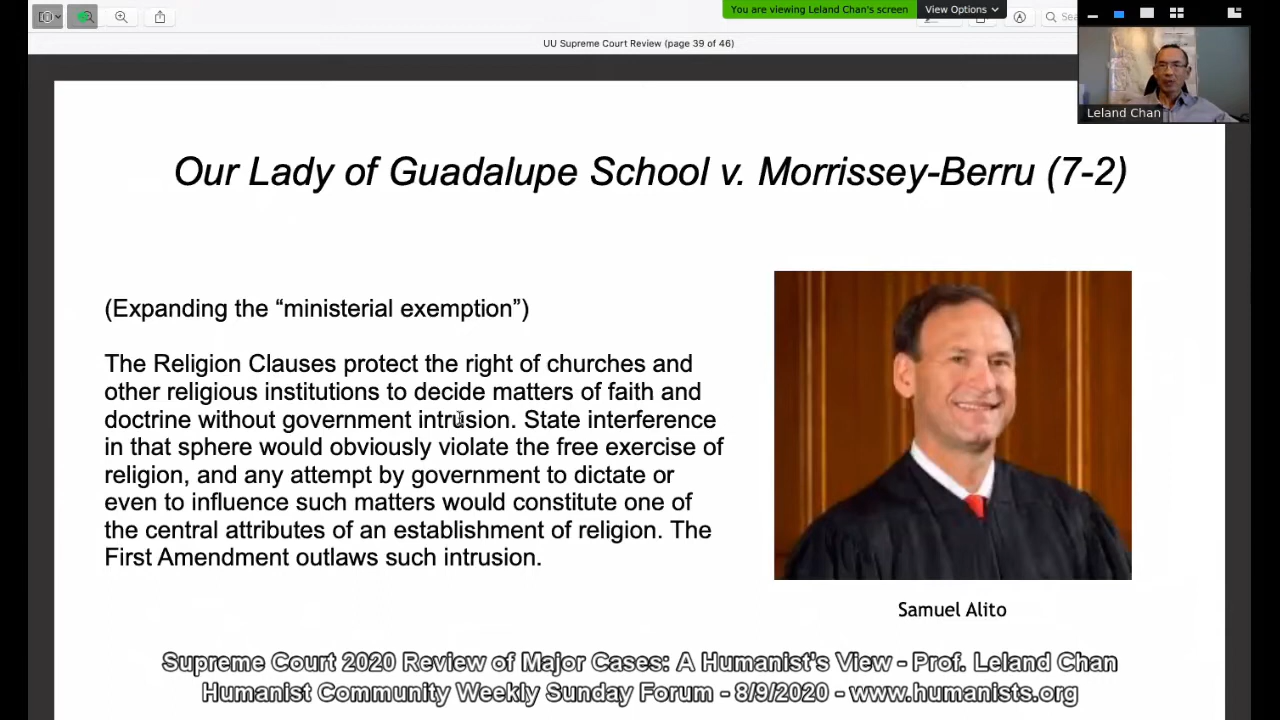 You are viewing Leland Chan's screen
View Options
UU Supreme Court Review (page 39 of 46)
Leland Chan
Our Lady of Guadalupe School v. Morrissey-Berru (7-2)
(Expanding the “ministerial exemption”)
The Religion Clauses protect the right of churches and
other religious institutions to decide matters of faith and
doctrine without government intrusion. State interference
in that sphere would obviously violate the free exercise of
religion, and any attempt by government to dictate or
even to influence such matters would constitute one of
the central attributes of an establishment of religion. The
First Amendment outlaws such intrusion.
Samuel Alito
Supreme Court 2020 Review of Major Cases: A Humanist's View - Prof. Leland Chan
Humanist Community Weekly Sunday Forum - 8/9/2020 - www.humanists.org